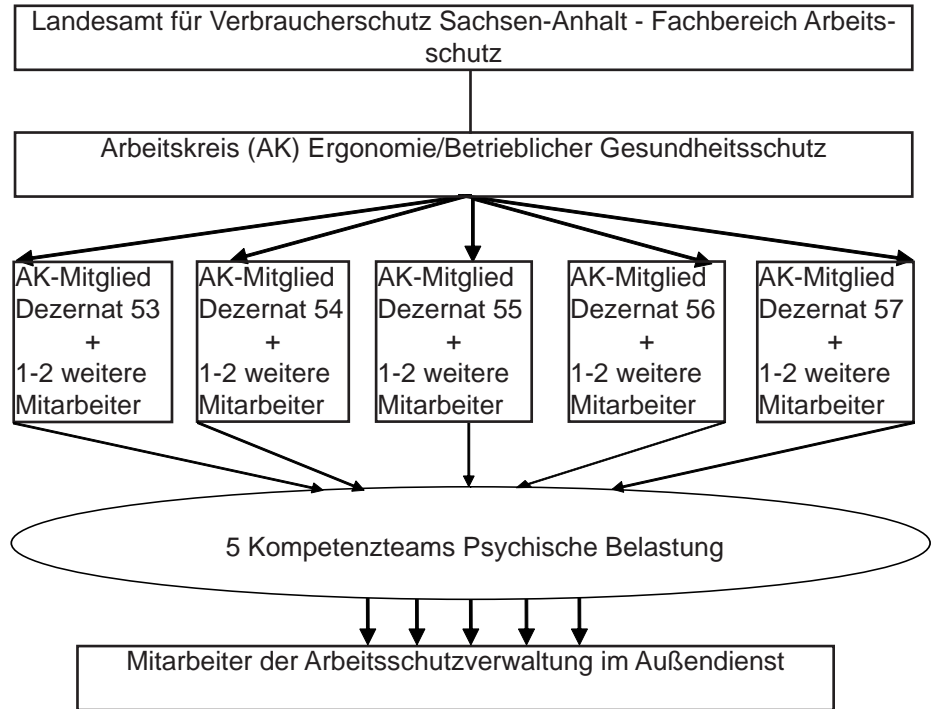 Landesamt für Verbraucherschutz Sachsen-Anhalt - Fachbereich Arbeits-
schutz
Arbeitskreis (AK) Ergonomie/Betrieblicher Gesundheitsschutz
AK-Mitglied
Dezernat 53
+
1-2 weitere
Mitarbeiter
AK-Mitglied
Dezernat 54
+
1-2 weitere
Mitarbeiter
AK-Mitglied
Dezernat 55
+
1-2 weitere
Mitarbeiter
AK-Mitglied
Dezernat 56
+
1-2 weitere
Mitarbeiter
AK-Mitglied
Dezernat 57
+
1-2 weitere
Mitarbeiter
5 Kompetenzteams Psychische Belastung
Mitarbeiter der Arbeitsschutzverwaltung im Außendienst